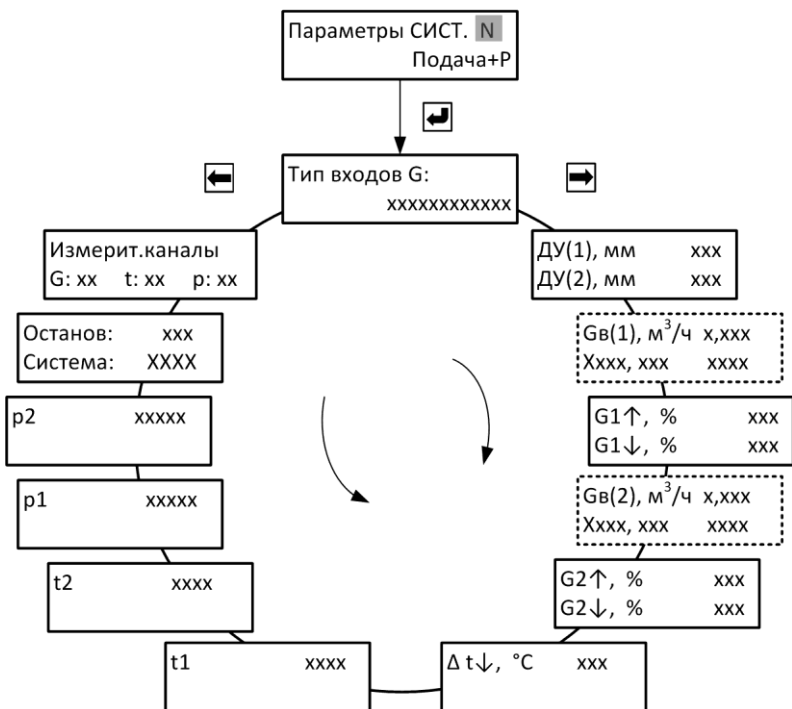 Параметры СИСТ. N
Подача+Р
Тип входов G:
xxxxxxxxxxxx
ДУ(1), мм xxx
ДУ(2), мм xxx
Gв(1), м³/ч x,xxx
Xxxx, xxx xxxx
G1↑, % xxx
G1↓, % xxx
Gв(2), м³/ч x,xxx
Xxxx, xxx xxxx
G2↑, % xxx
G2↓, % xxx
Δ t↓, °C xxx
t1 xxxx
t2 xxxx
p1 xxxxx
p2 xxxxx
Останов: xxx
Система: XXXX
Измерит.каналы
G: xx t: xx p: xx